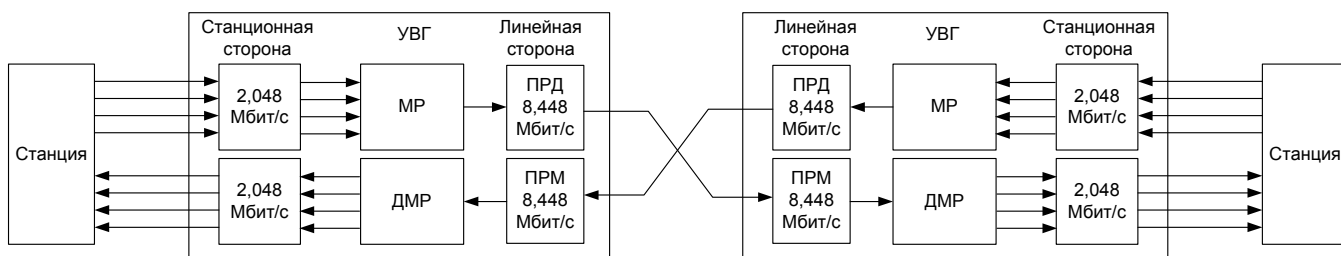 Станционная
сторона
УВГ
Линейная
сторона
Линейная
сторона
УВГ
Станционная
сторона
Станция
2,048
Мбит/с
МР
ПРД
8,448
Мбит/с
ПРД
8,448
Мбит/с
МР
2,048
Мбит/с
Станция
2,048
Мбит/с
ДМР
ПРМ
8,448
Мбит/с
ПРМ
8,448
Мбит/с
ДМР
2,048
Мбит/с